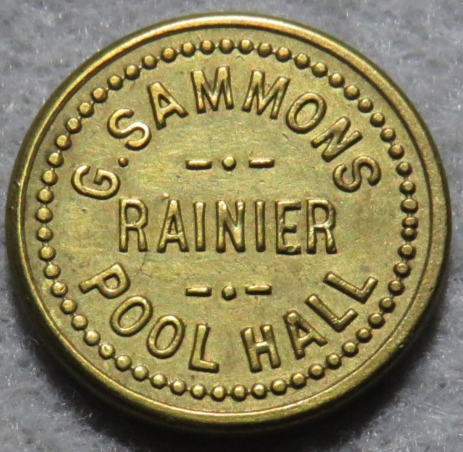 G. SAMMONS
RAINIER
POOL HALL